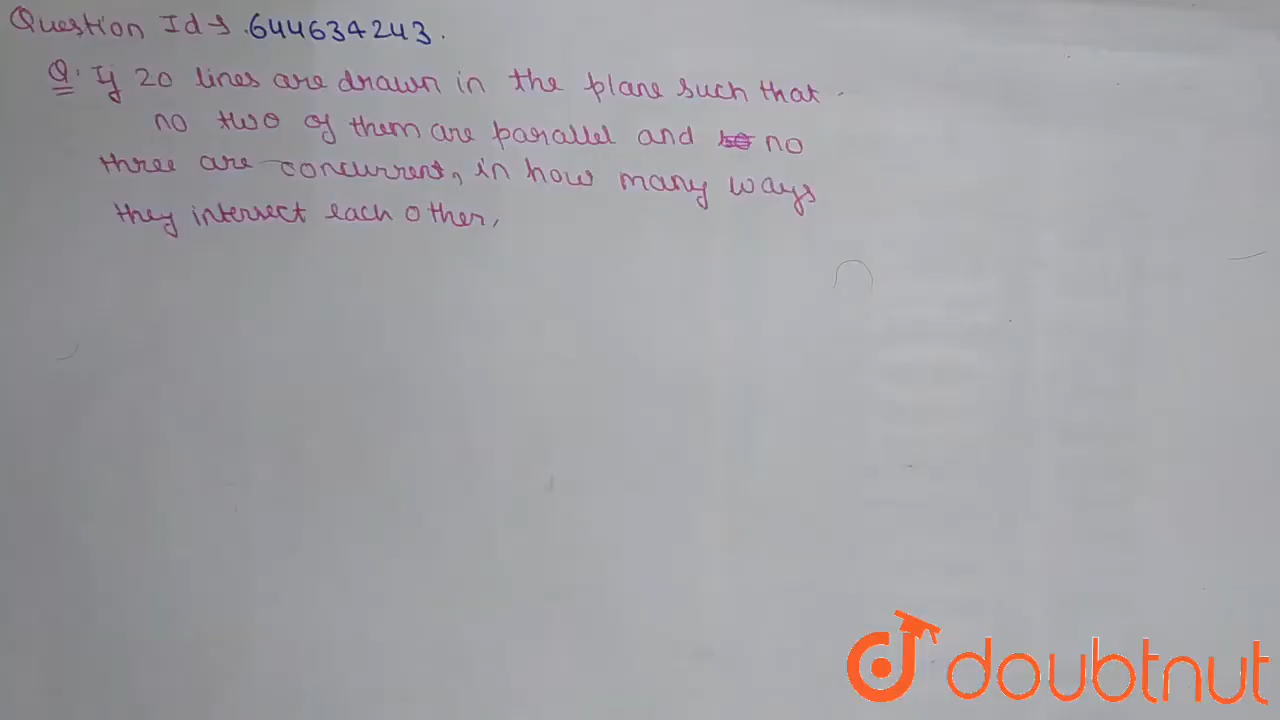 Question Id → 644634243.
Q. If 20 lines are drawn in the plane such that
no two of them are parallel and no
three are concurrent, in how many ways
they intersect each other,
doubtnut